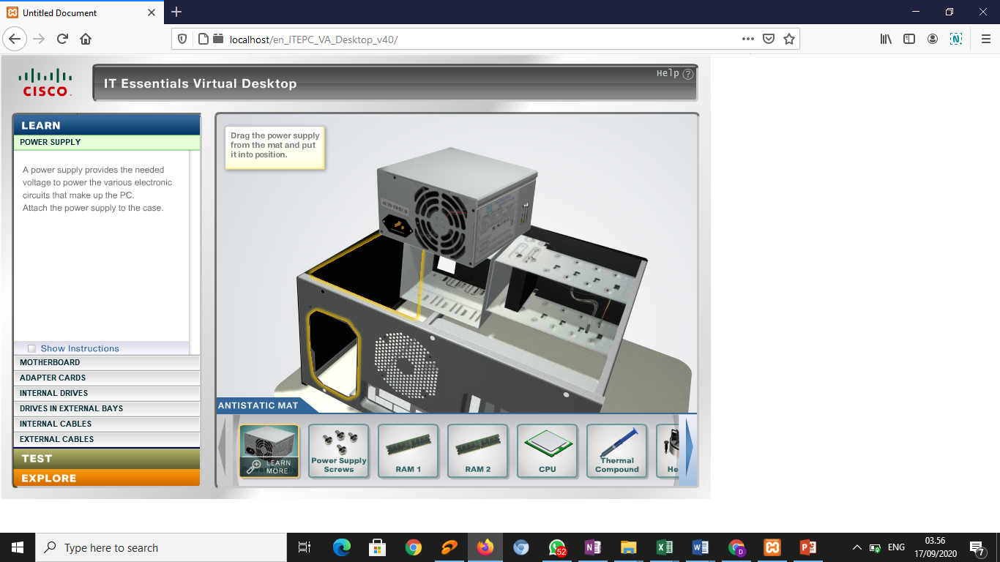 Untitled Document
localhost/en_ITEPC_VA_Desktop_v40/
CISCO
IT Essentials Virtual Desktop
Help ?
LEARN
POWER SUPPLY
A power supply provides the needed
voltage to power the various electronic
circuits that make up the PC.
Attach the power supply to the case.
Show Instructions
MOTHERBOARD
ADAPTER CARDS
INTERNAL DRIVES
DRIVES IN EXTERNAL BAYS
INTERNAL CABLES
EXTERNAL CABLES
TEST
EXPLORE
Drag the power supply
from the mat and put
it into position.
AUTO SWITCH
ANTISTATIC MAT
LEARN
MORE
Power Supply
Screws
RAM 1
RAM 2
CPU
Thermal
Compound
He
Type here to search
52
ENG
03.56
17/09/2020
7